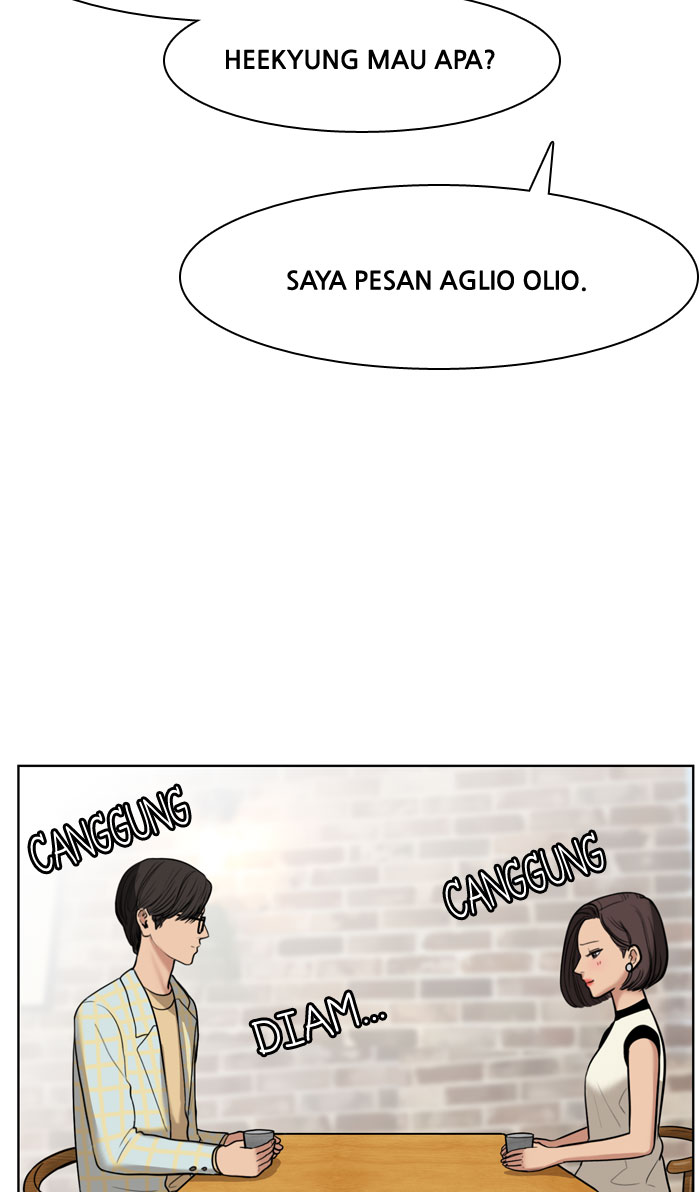 HEEKYUNG MAU APA?
SAYA PESAN AGLIO OLIO.
CANGGUNG
CANGGUNG
DIAM...